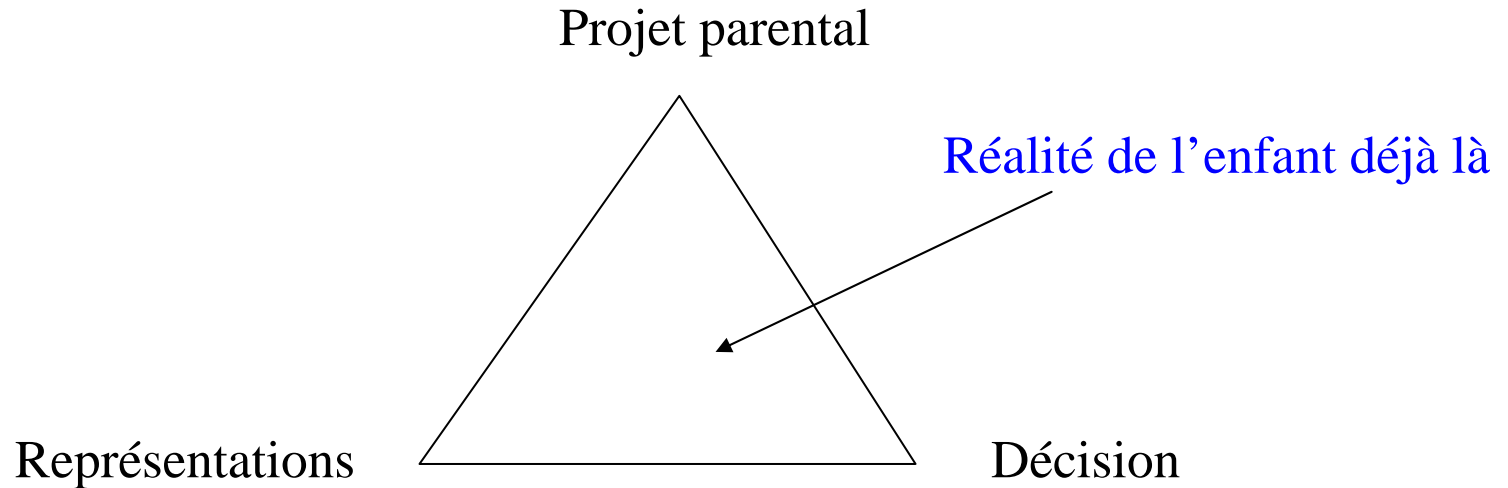 Projet parental
Réalité de l’enfant déjà là
Représentations
Décision